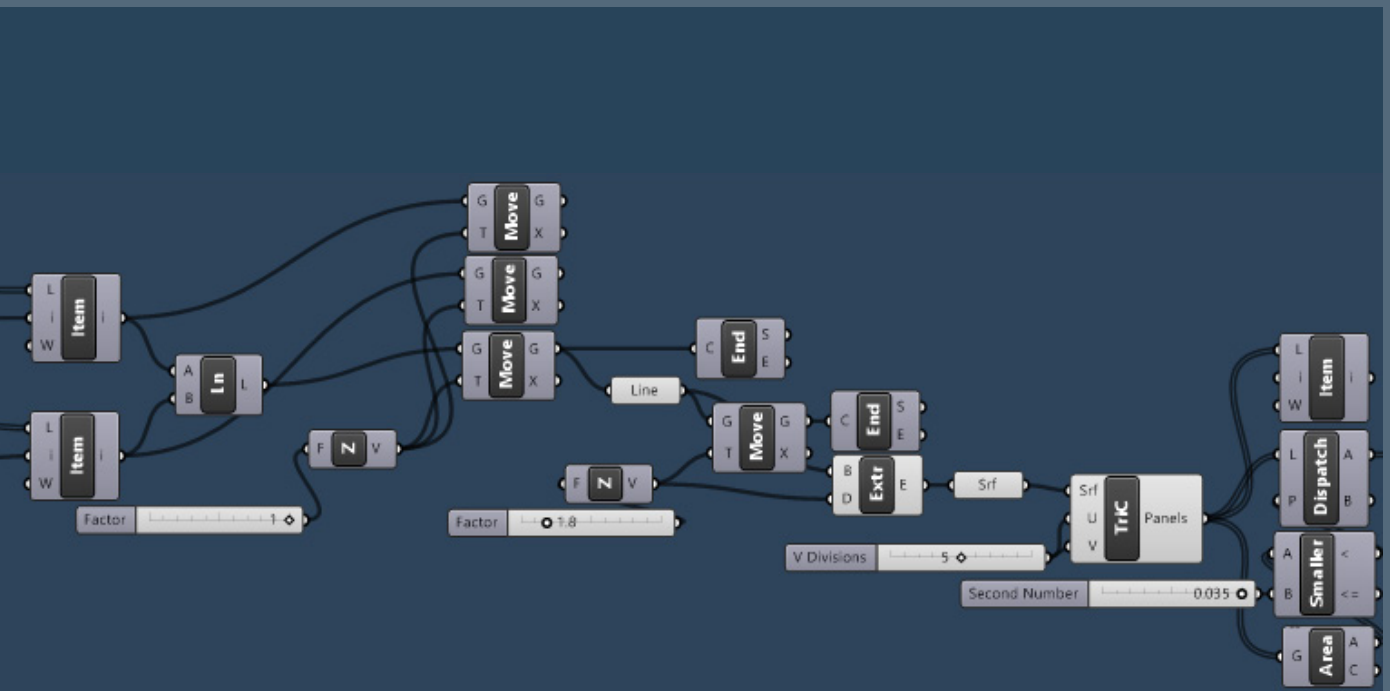 G Move G
T X
G Move G
T X
L
i Item i
W
End
C S
E
G Move G
T X
L
i Item i
W
A Ln L
B
Line
G Move G
T X
C End S
E
L
i Item i
W
F Z V
F Z V
B Extr E
D
Srf
Srf TriC Panels
U
V
L Dispatch A
P B
Factor 1
Factor 1.8
V Divisions 5
A Smaller <
B <=
Second Number 0.035
G Area A
C